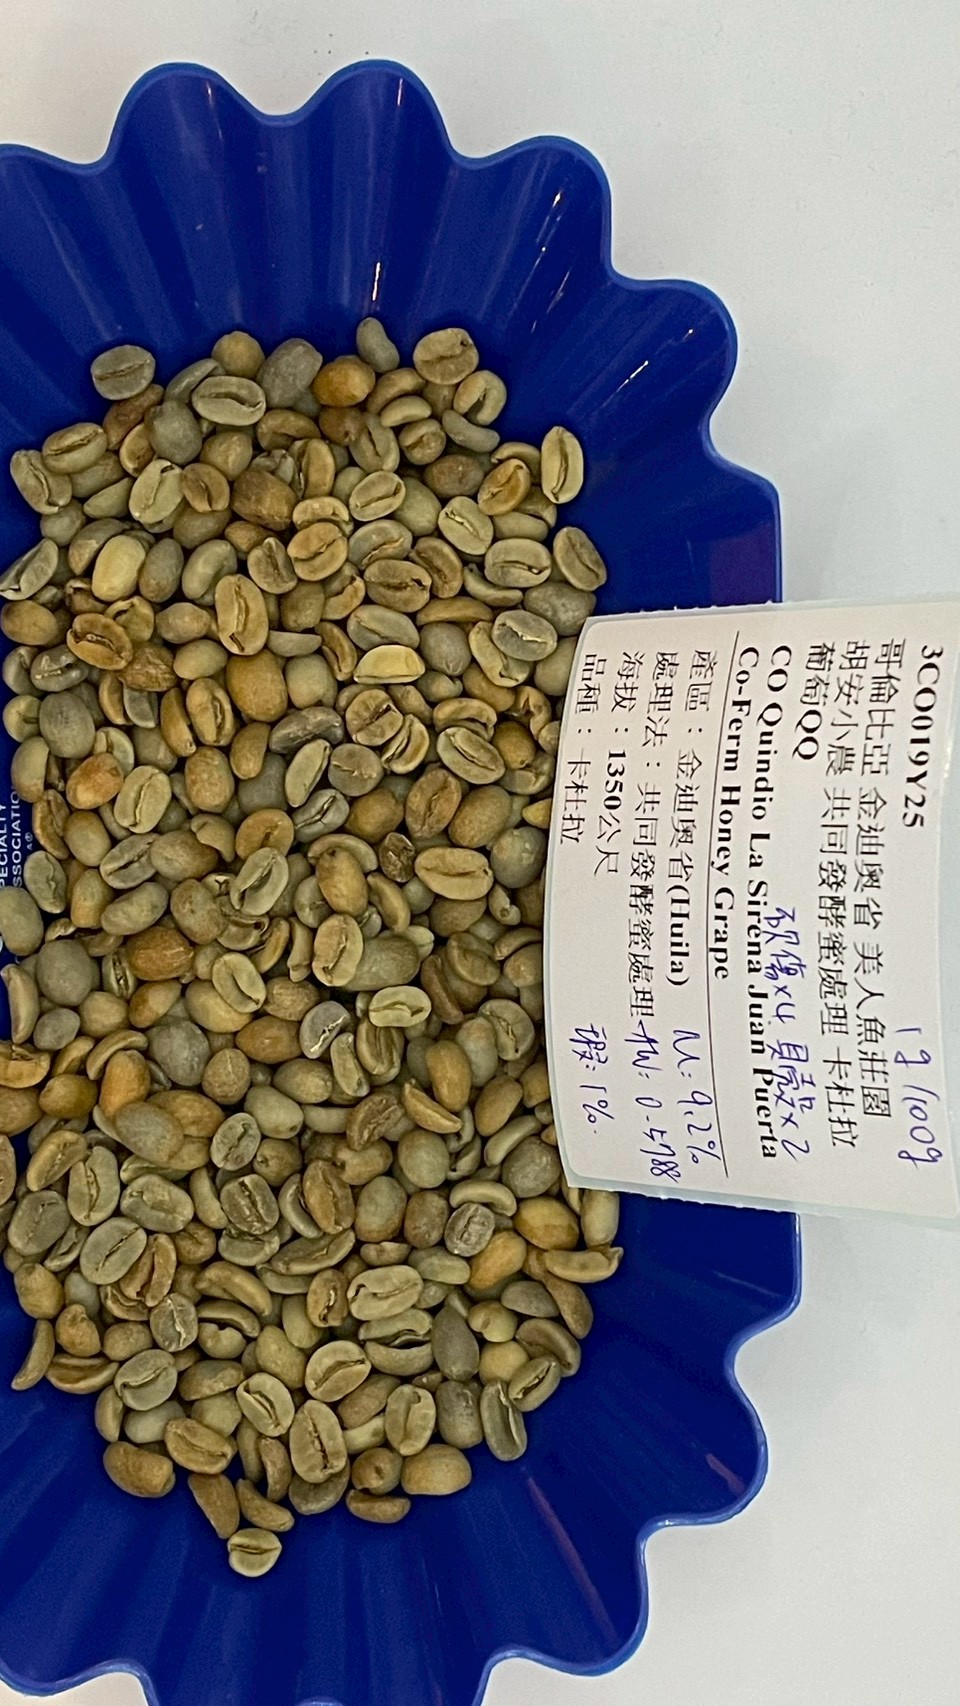 3CO019Y25
1g/100g
哥倫比亞 金迪奧省 美人魚莊園
胡安小農 共同發酵蜜處理 卡杜拉
葡萄QQ
破傷x4 貝殼x2
CO Quindio La Sirena Juan Puerta
Co-Ferm Honey Grape
產區：金迪奧省(Huila) M: 9.2%
處理法：共同發酵蜜處理 AW: 0.5788
海拔：1350公尺
瑕: 1%.
品種：卡杜拉
PECIALTY
SSOCIATIO